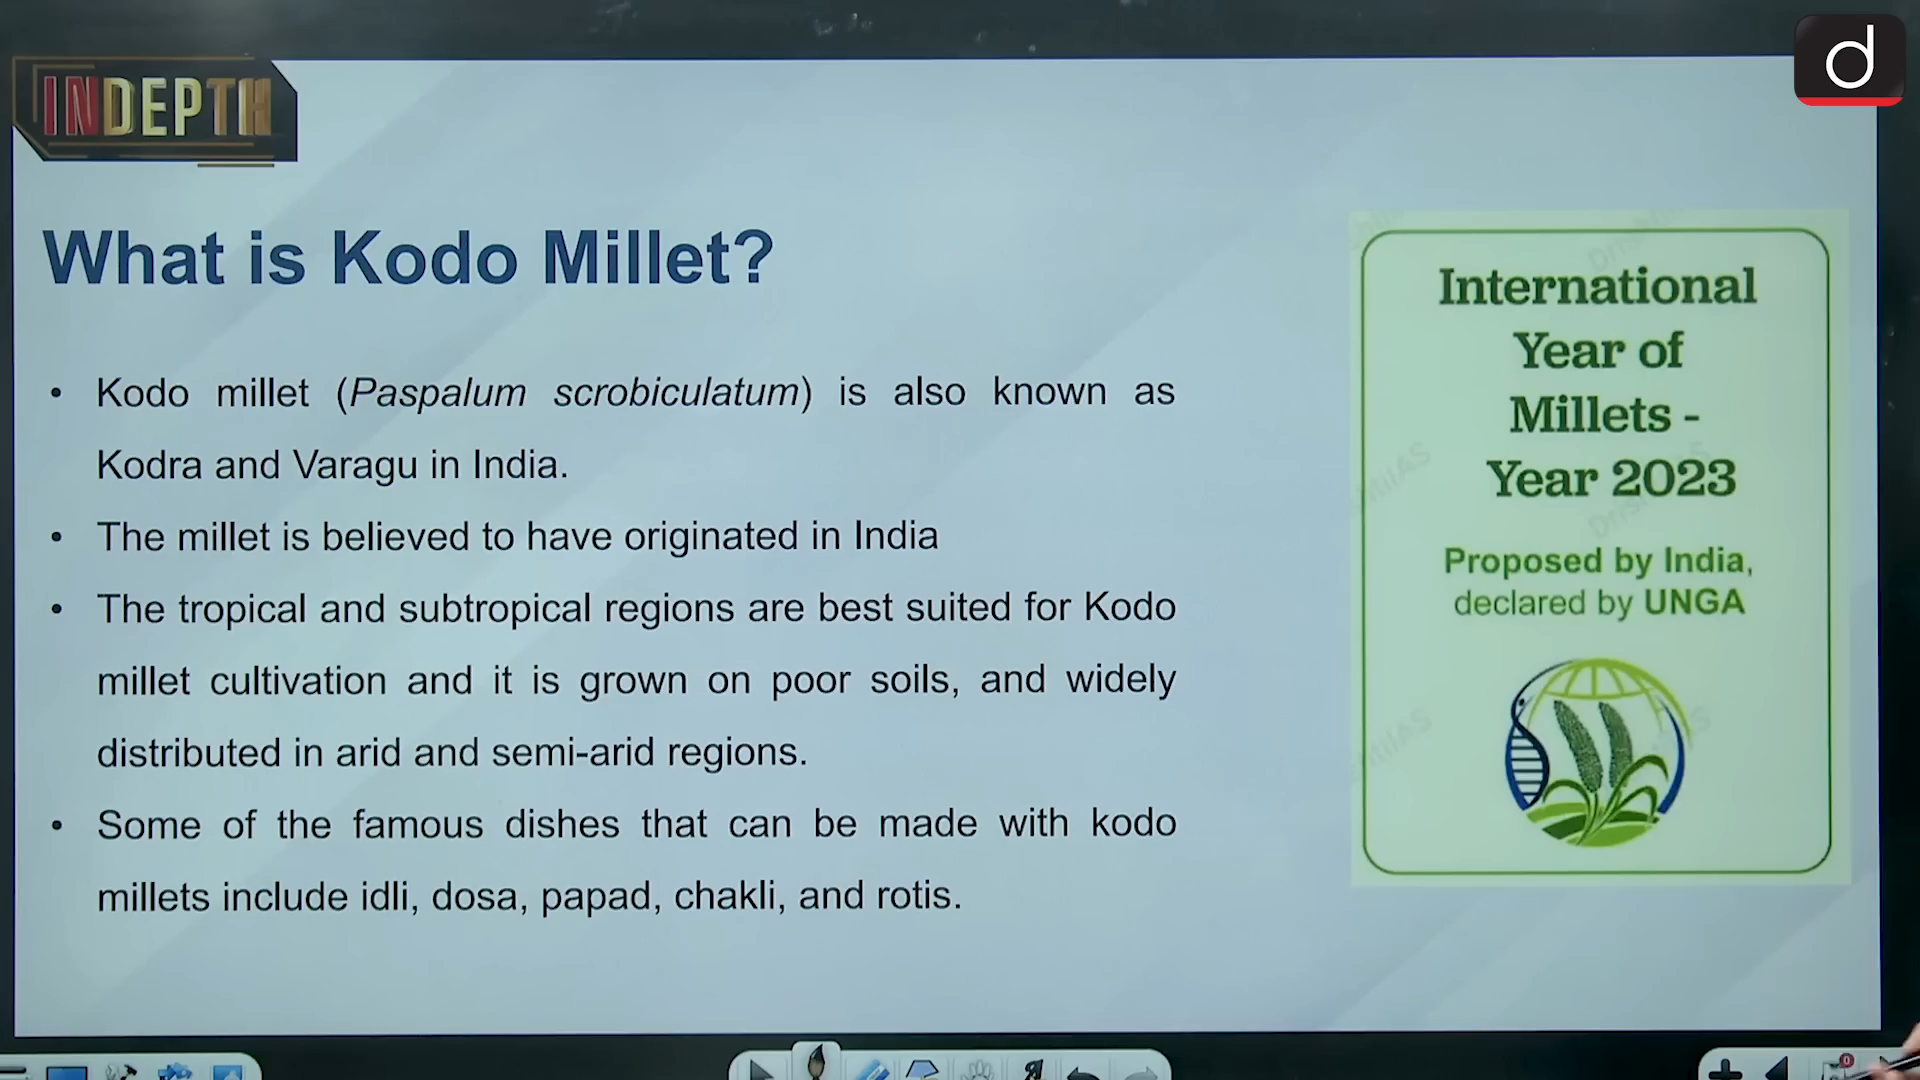 d
INDEPTH
What is Kodo Millet?
• Kodo millet (Paspalum scrobiculatum) is also known as
Kodra and Varagu in India.
• The millet is believed to have originated in India
• The tropical and subtropical regions are best suited for Kodo
millet cultivation and it is grown on poor soils, and widely
distributed in arid and semi-arid regions.
• Some of the famous dishes that can be made with kodo
millets include idli, dosa, papad, chakli, and rotis.
International
Year of
Millets -
Year 2023
Proposed by India,
declared by UNGA